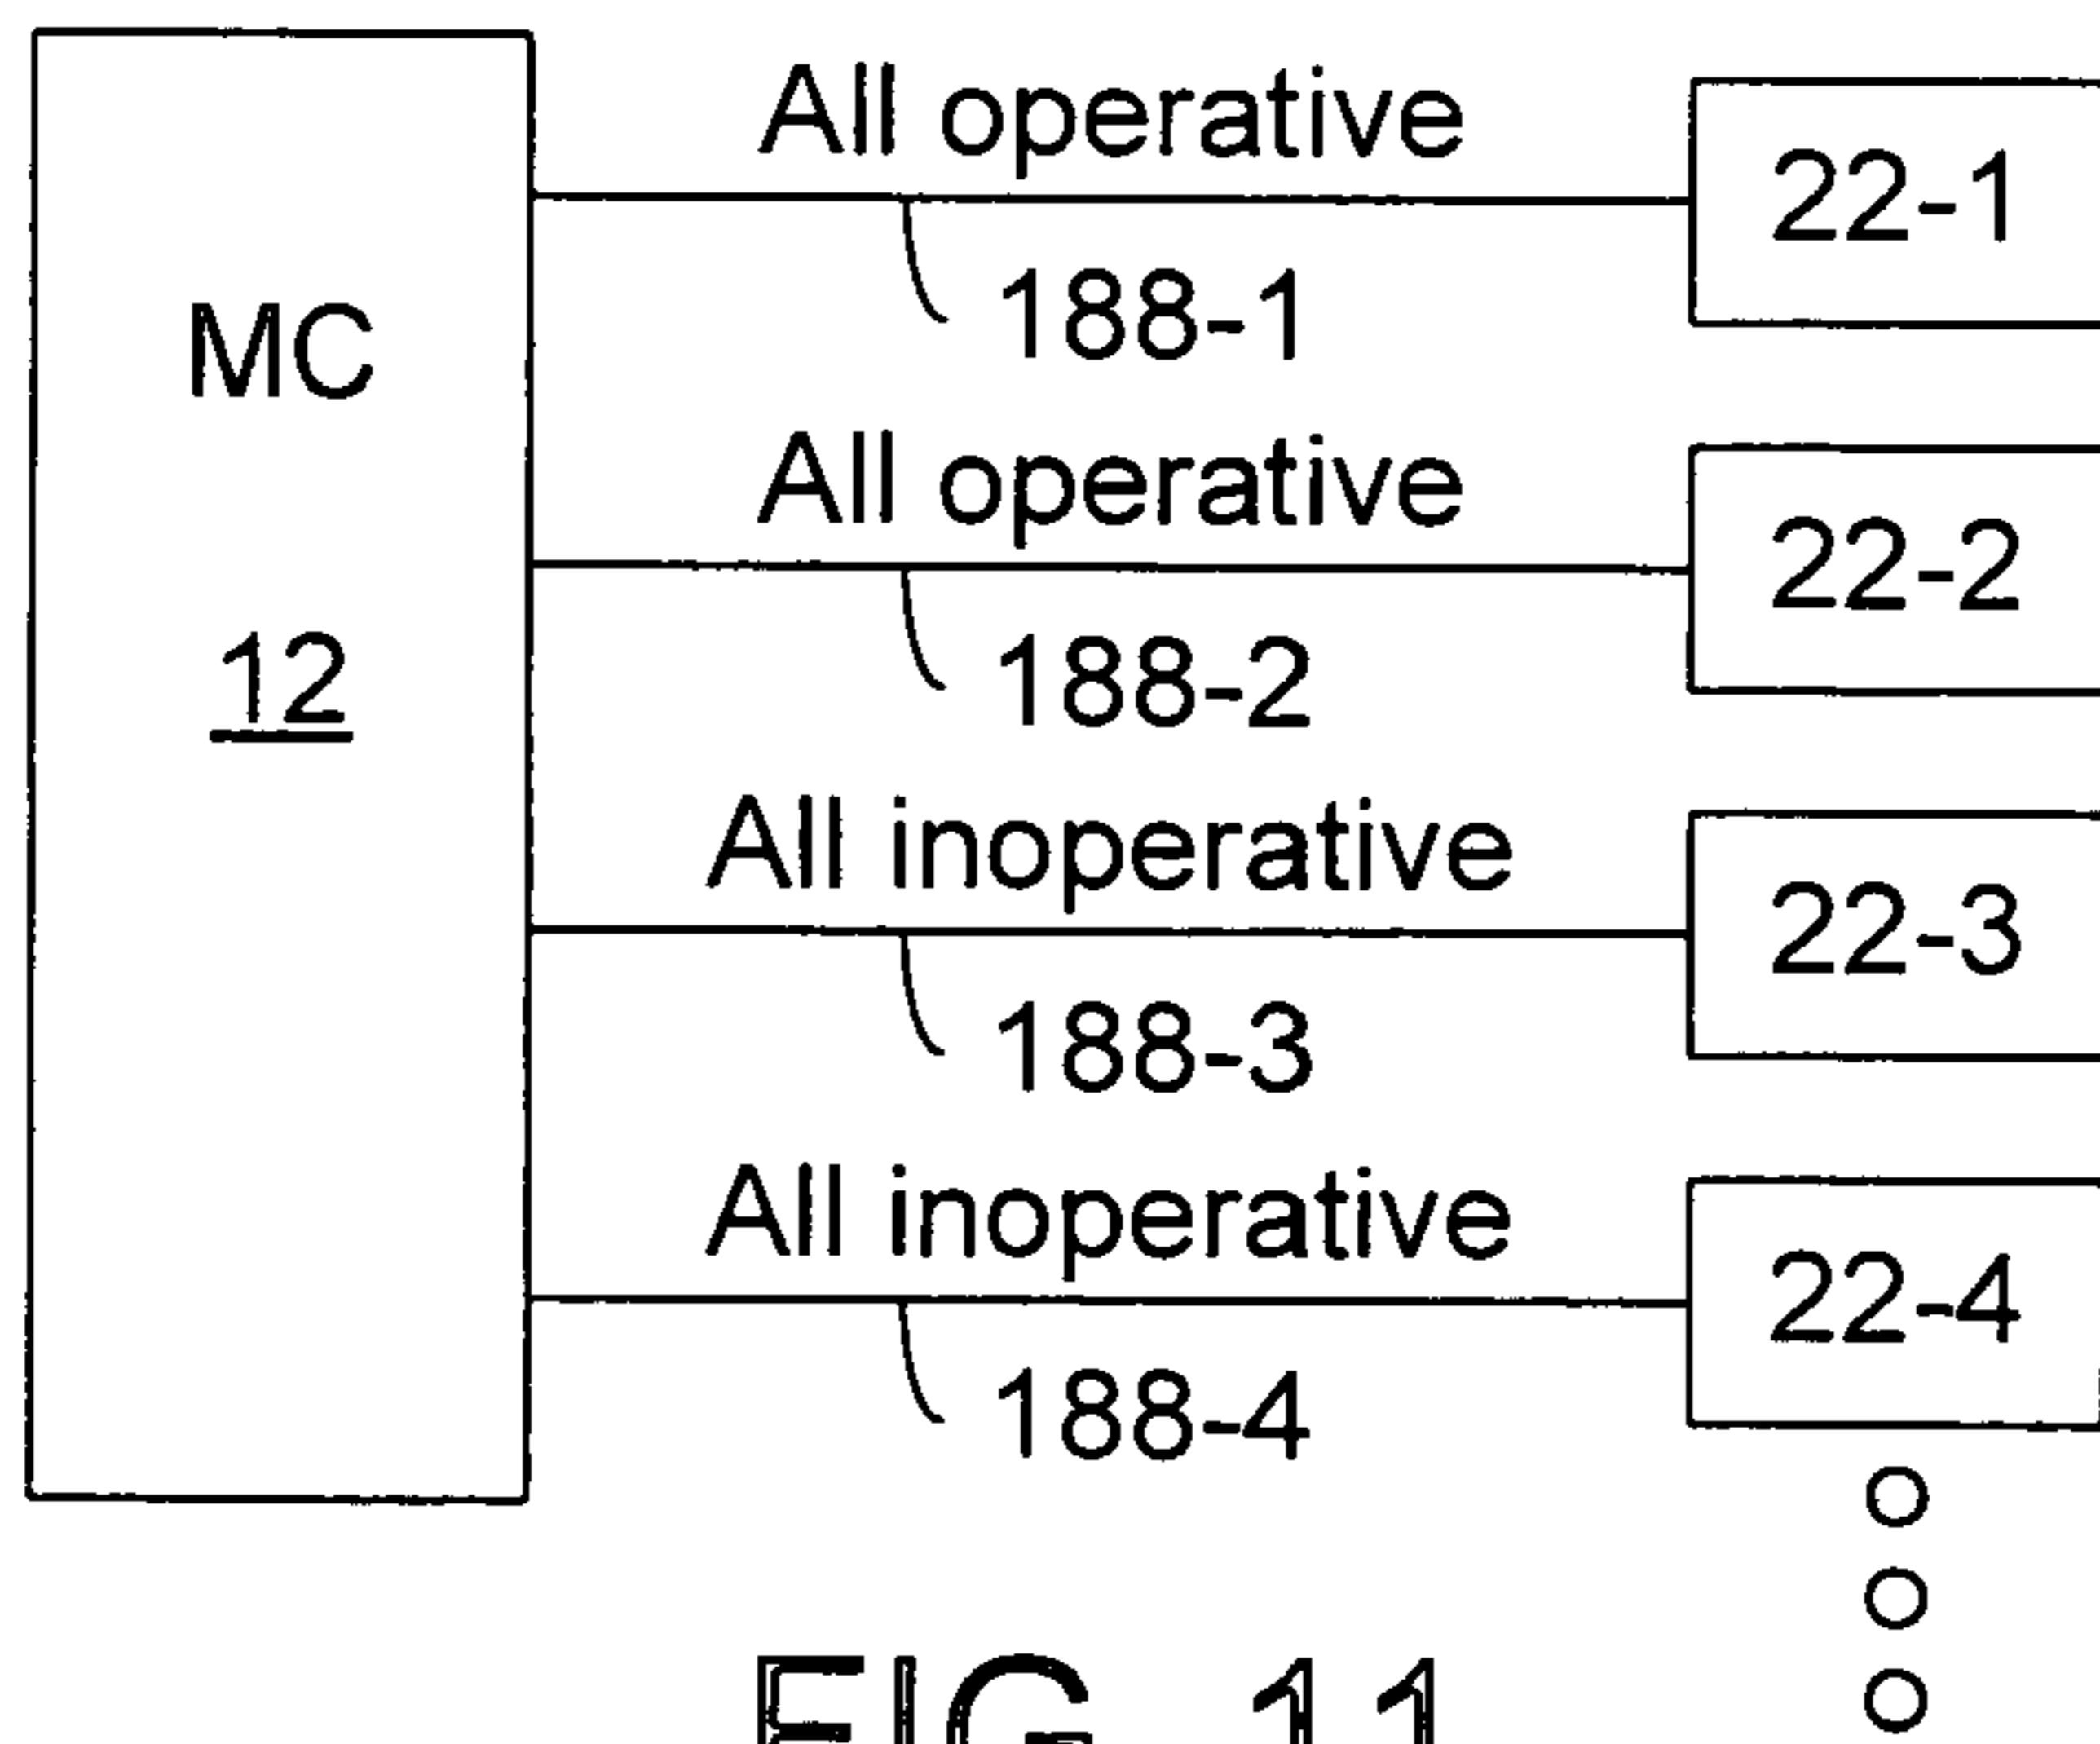 All operative
22-1
188-1
MC
All operative
22-2
188-2
12
All inoperative
22-3
188-3
All inoperative
22-4
188-4
FIG. 11